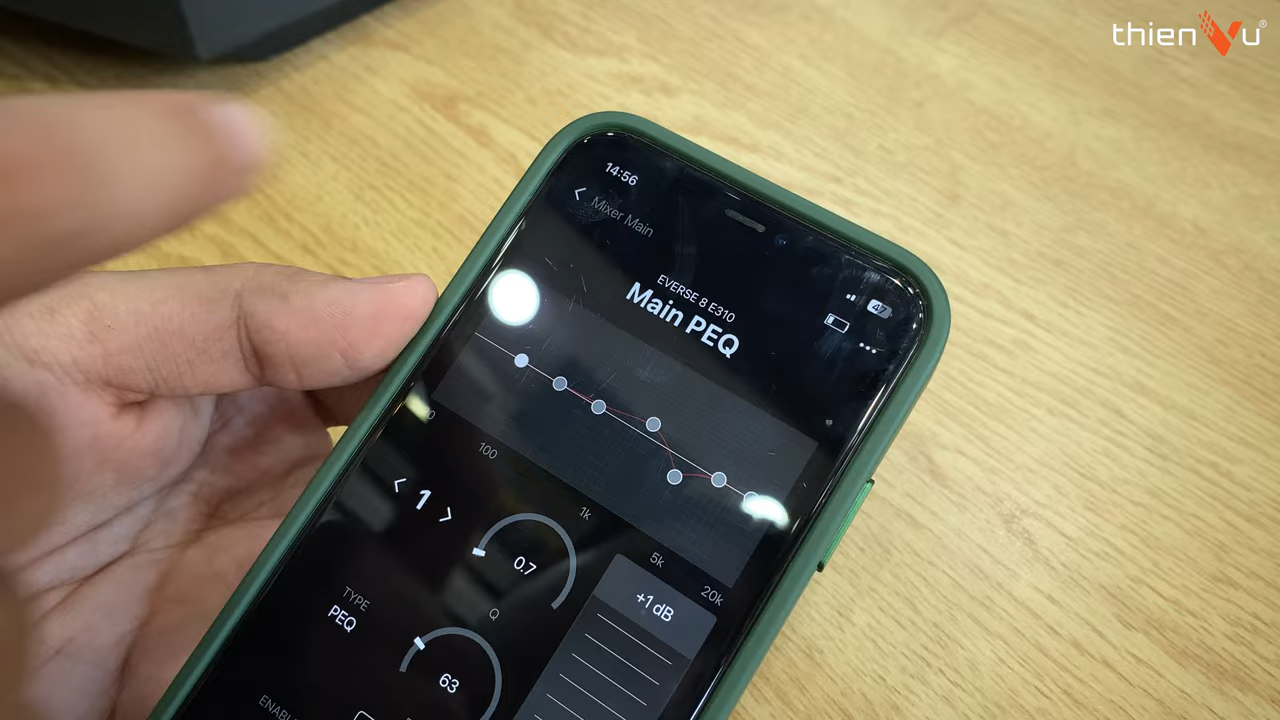 thienVu®
14:56
Mixer Main
47
EVERSE 8 E310
Main PEQ
100
1k
5k
20k
< 1 >
0.7
Q
+1 dB
TYPE
PEQ
63